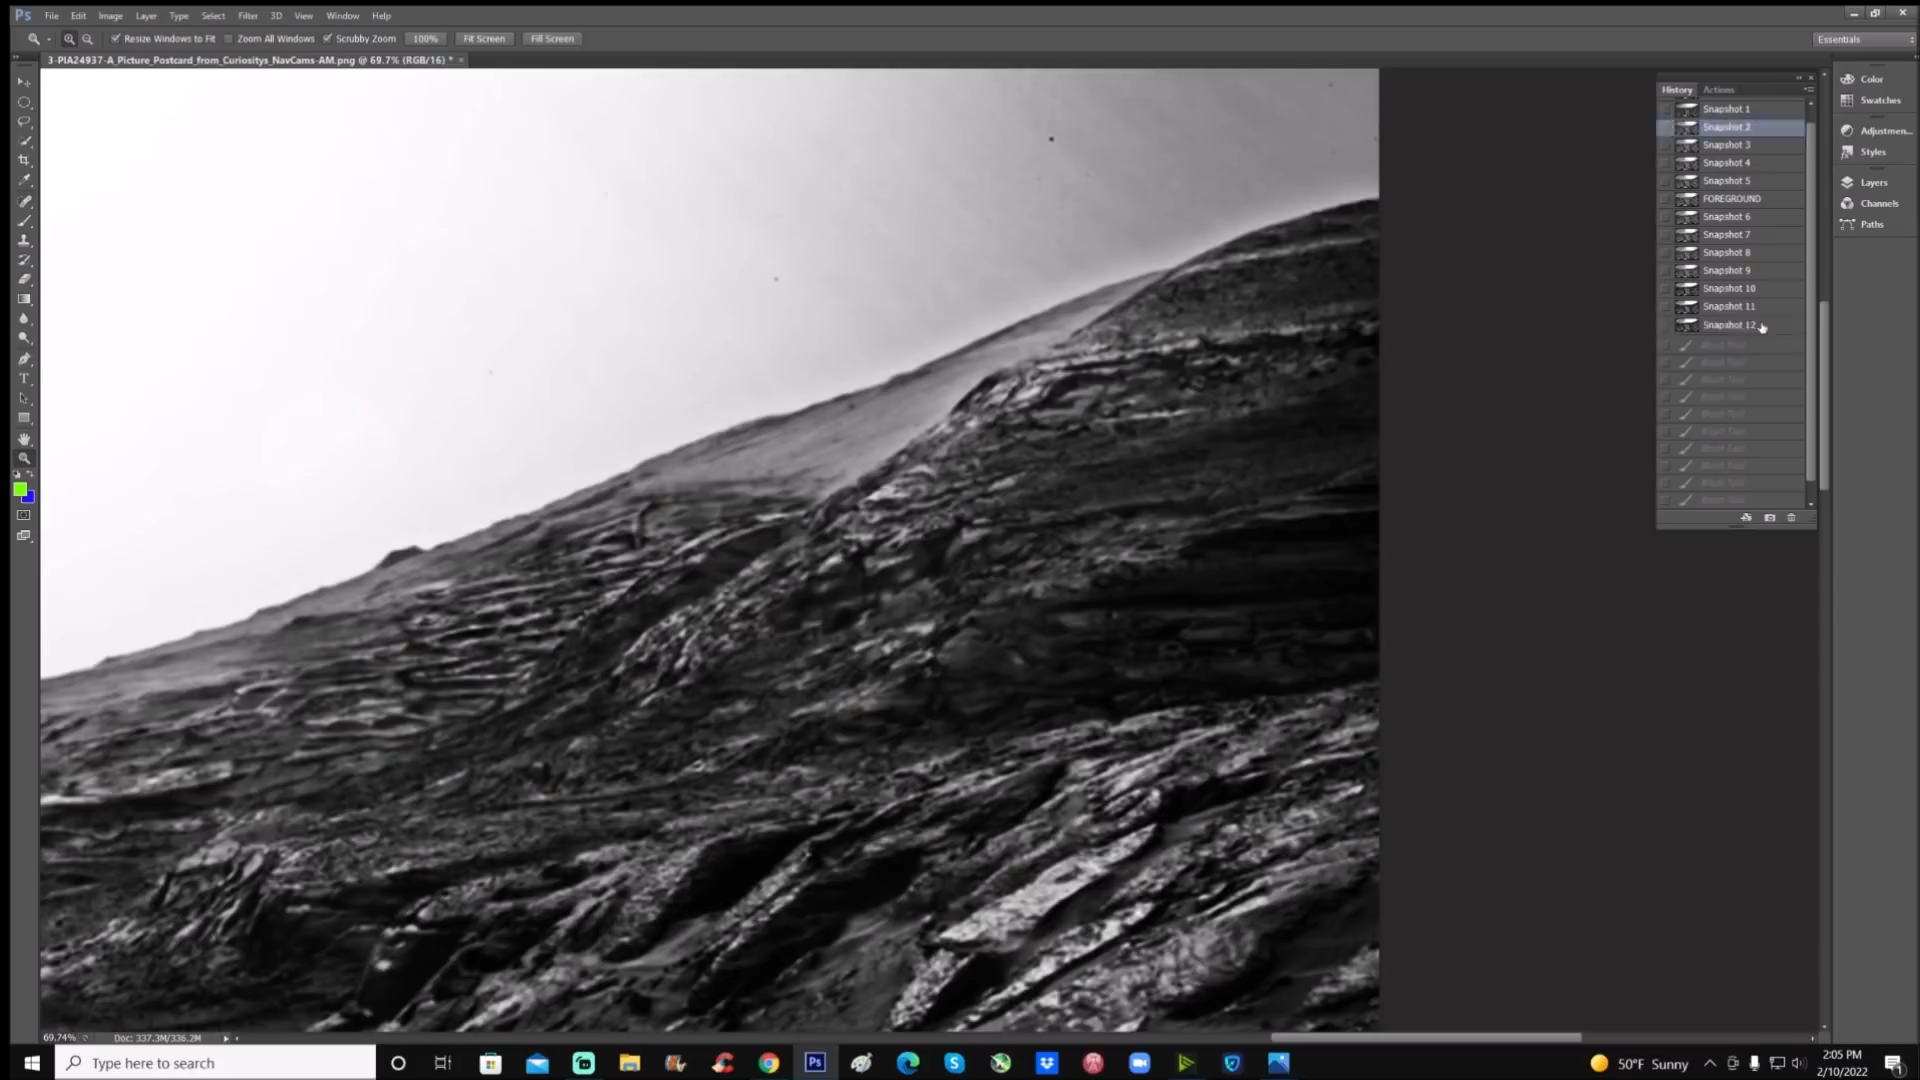 Ps File Edit Image Layer Type Select Filter 3D View Window Help
Resize Windows to Fit Zoom All Windows Scrubby Zoom 100% Fit Screen Fill Screen Essentials
3-PIA24937-A_Picture_Postcard_from_Curiositys_NavCams-AM.png @ 69.7% (RGB/16) *
History Actions
Snapshot 1
Snapshot 2
Snapshot 3
Snapshot 4
Snapshot 5
FOREGROUND
Snapshot 6
Snapshot 7
Snapshot 8
Snapshot 9
Snapshot 10
Snapshot 11
Snapshot 12
Color
Swatches
Adjustmen...
Styles
Layers
Channels
Paths
69.74% Doc: 337.3M/336.2M
Type here to search
Ps
50°F Sunny
2:05 PM
2/10/2022